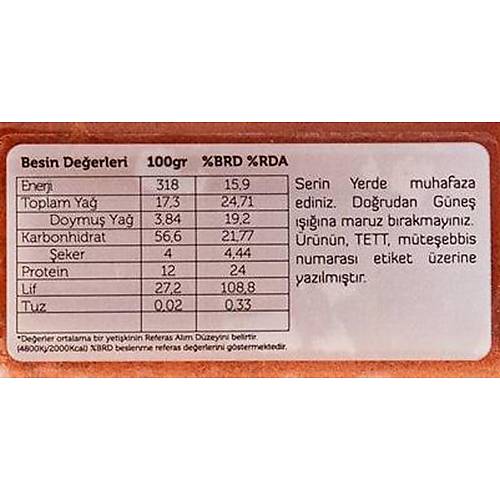 Besin Değerleri 100gr %BRD %RDA
Enerji 318 15,9
Toplam Yağ 17,3 24,71
Doymuş Yağ 3,84 19,2
Karbonhidrat 56,6 21,77
Şeker 4 4,44
Protein 12 24
Lif 27,2 108,8
Tuz 0,02 0,33
*Değerler ortalama bir yetişkinin Referas Alım Düzeyini belirtir.
(4800Kj/2000Kcal) %BRD beslenme referas değerlerini göstermektedir.
Serin Yerde muhafaza
ediniz. Doğrudan Güneş
ışığına maruz bırakmayınız.
Ürünün, TETT, müteşebbis
numarası etiket üzerine
yazılmıştır.